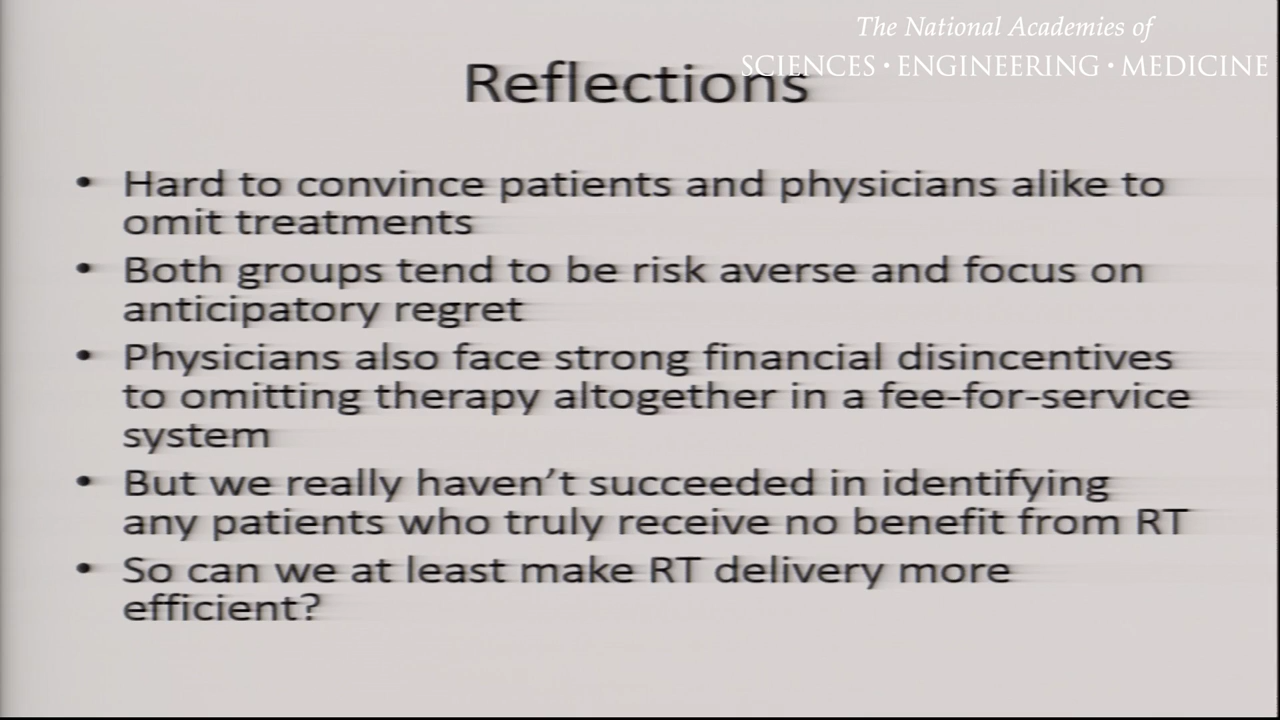 The National Academies of
SCIENCES · ENGINEERING · MEDICINE
Reflections
• Hard to convince patients and physicians alike to
omit treatments
• Both groups tend to be risk averse and focus on
anticipatory regret
• Physicians also face strong financial disincentives
to omitting therapy altogether in a fee-for-service
system
• But we really haven’t succeeded in identifying
any patients who truly receive no benefit from RT
• So can we at least make RT delivery more
efficient?